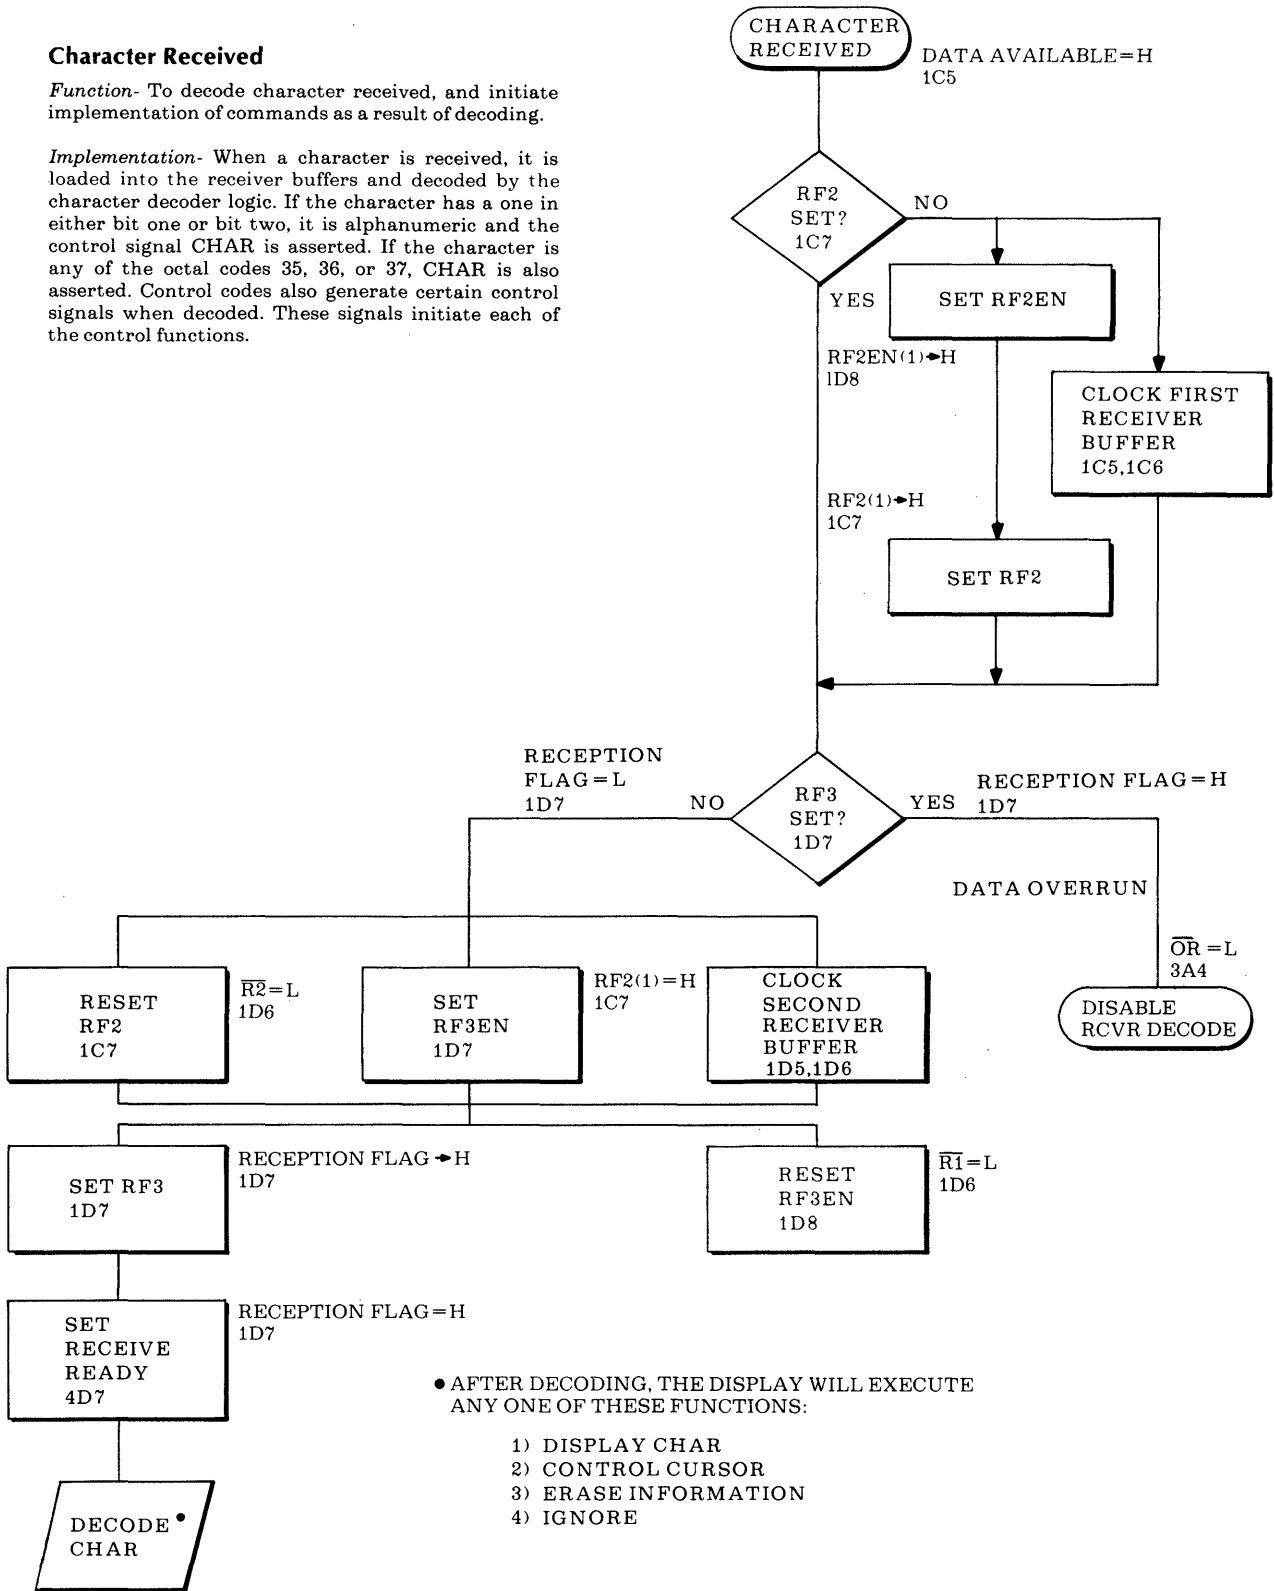 Character Received
Function- To decode character received, and initiate
implementation of commands as a result of decoding.
Implementation- When a character is received, it is
loaded into the receiver buffers and decoded by the
character decoder logic. If the character has a one in
either bit one or bit two, it is alphanumeric and the
control signal CHAR is asserted. If the character is
any of the octal codes 35, 36, or 37, CHAR is also
asserted. Control codes also generate certain control
signals when decoded. These signals initiate each of
the control functions.
CHARACTER
RECEIVED
DATA AVAILABLE=H
1C5
RF2
SET?
1C7
NO
YES
SET RF2EN
RF2EN(1)→H
1D8
CLOCK FIRST
RECEIVER
BUFFER
1C5,1C6
RF2(1)→H
1C7
SET RF2
RECEPTION
FLAG=L
1D7
NO
RF3
SET?
1D7
YES
RECEPTION FLAG=H
1D7
DATA OVERRUN
O̅R̅=L
3A4
DISABLE
RCVR DECODE
RESET
RF2
1C7
R̅2̅=L
1D6
SET
RF3EN
1D7
RF2(1)=H
1C7
CLOCK
SECOND
RECEIVER
BUFFER
1D5,1D6
SET RF3
1D7
RECEPTION FLAG→H
1D7
RESET
RF3EN
1D8
R̅1̅=L
1D6
SET
RECEIVE
READY
4D7
RECEPTION FLAG=H
1D7
DECODE●
CHAR
● AFTER DECODING, THE DISPLAY WILL EXECUTE
ANY ONE OF THESE FUNCTIONS:
1) DISPLAY CHAR
2) CONTROL CURSOR
3) ERASE INFORMATION
4) IGNORE